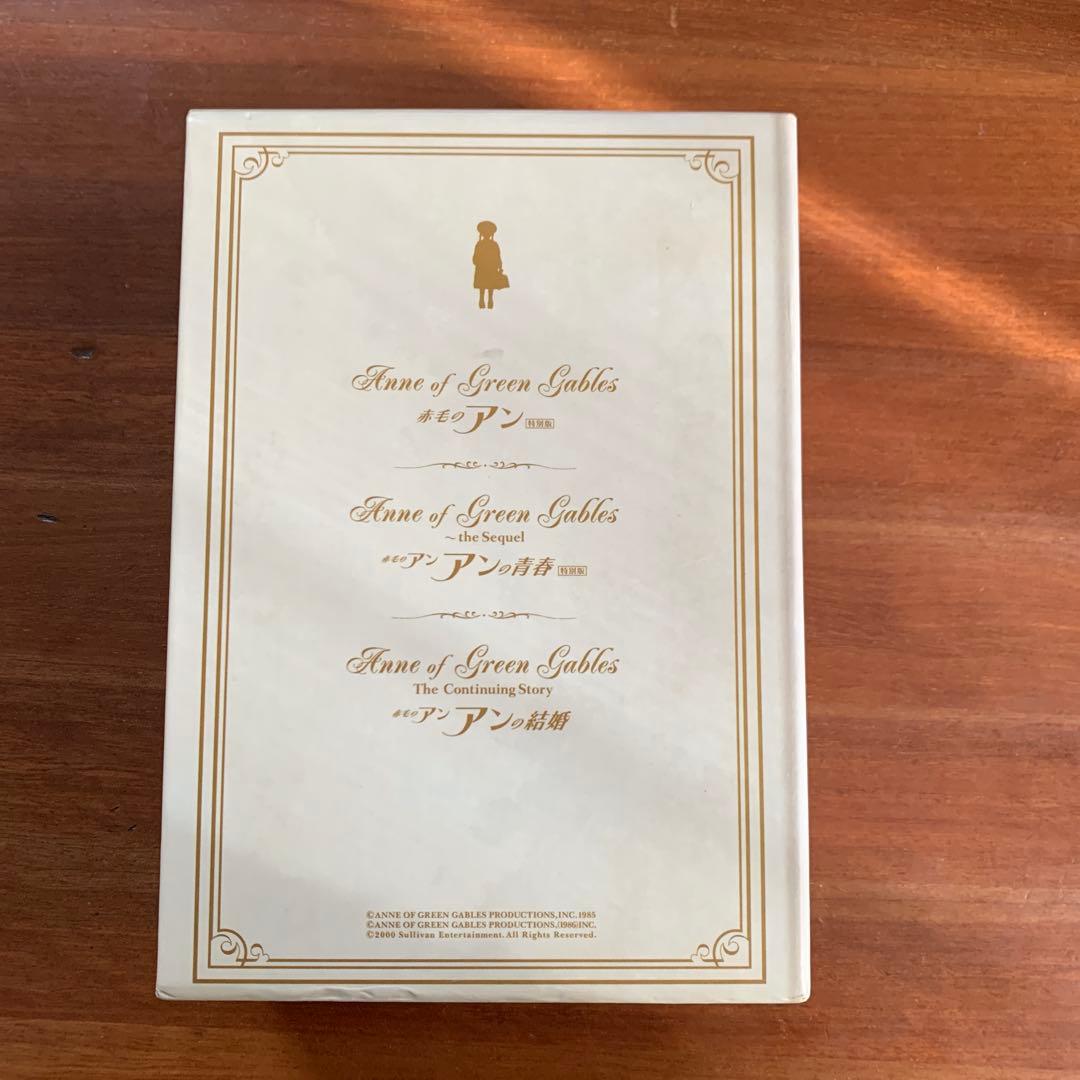 Anne of Green Gables
赤毛のアン 特別版
Anne of Green Gables
～the Sequel
赤毛のアン アンの青春 特別版
Anne of Green Gables
The Continuing Story
赤毛のアン アンの結婚
©ANNE OF GREEN GABLES PRODUCTIONS,INC.1985
©ANNE OF GREEN GABLES PRODUCTIONS,(1986)INC.
©2000 Sullivan Entertainment. All Rights Reserved.